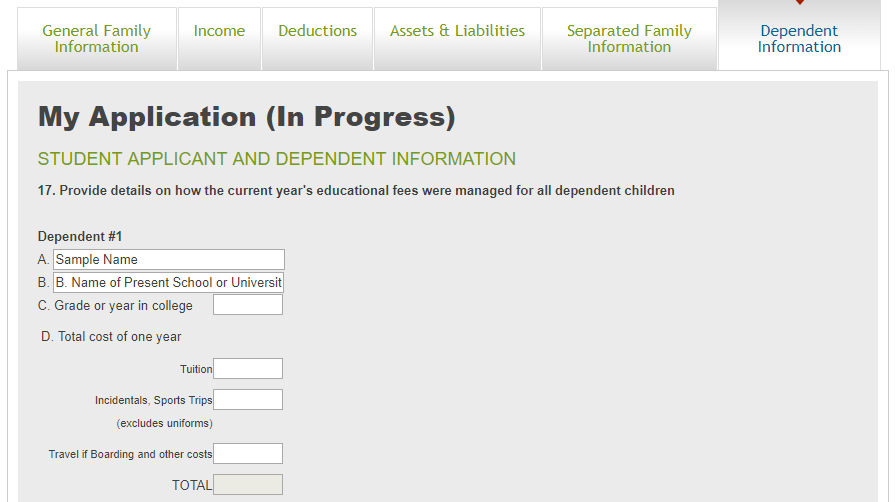 General Family
Information
Income
Deductions
Assets & Liabilities
Separated Family
Information
Dependent
Information
My Application (In Progress)
STUDENT APPLICANT AND DEPENDENT INFORMATION
17. Provide details on how the current year's educational fees were managed for all dependent children
Dependent #1
A. Sample Name
B. B. Name of Present School or Universit
C. Grade or year in college
D. Total cost of one year
Tuition
Incidentals, Sports Trips
(excludes uniforms)
Travel if Boarding and other costs
TOTAL